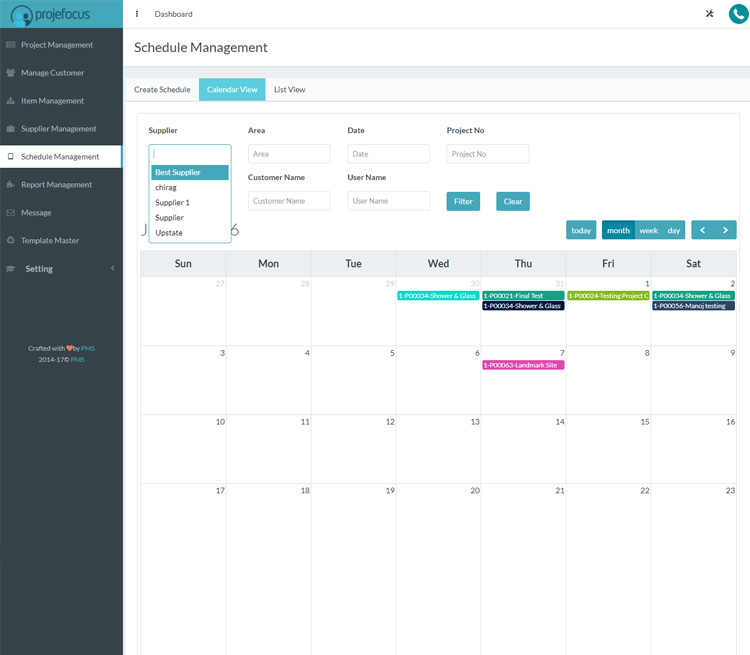 projefocus
Dashboard
Project Management
Manage Customer
Item Management
Supplier Management
Schedule Management
Report Management
Message
Template Master
Setting
Crafted with by PMS
2014-17© PMS
Schedule Management
Create Schedule Calendar View List View
Supplier Area Date Project No
Area Date Project No
Best Supplier
chirag
Supplier 1
Supplier
Upstate
Customer Name User Name
Customer Name User Name Filter Clear
J 6 today month week day
Sun Mon Tue Wed Thu Fri Sat
27 28 29 30 31 1 2
1-P00034-Shower & Glass 1-P00021-Final Test 1-P00024-Testing Project C 1-P00034-Shower & Glass
1-P00034-Shower & Glass 1-P00056-Manoj testing
3 4 5 6 7 8 9
1-P00063-Landmark Site
10 11 12 13 14 15 16
17 18 19 20 21 22 23